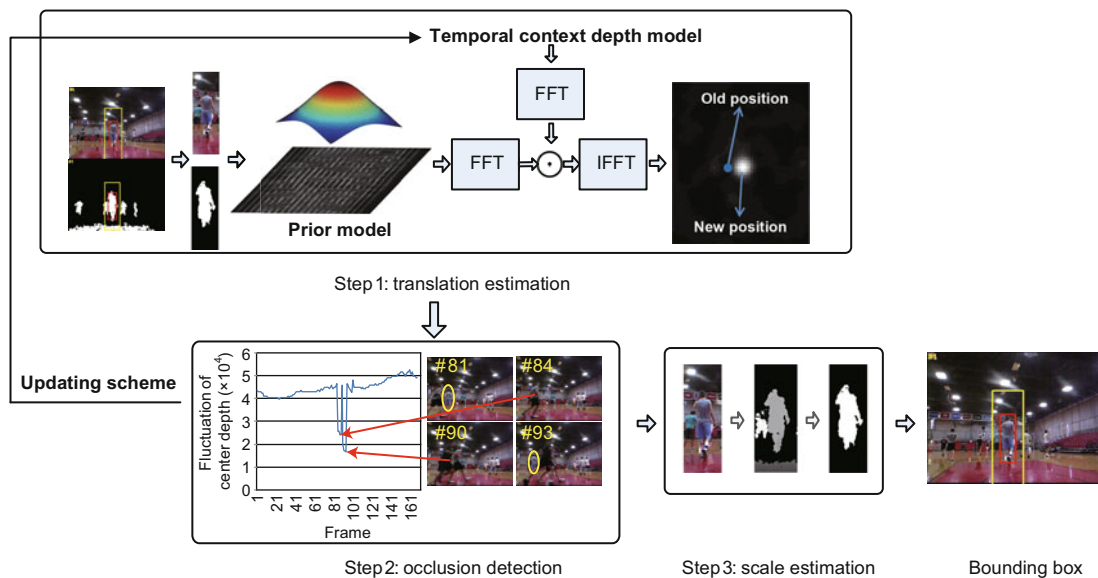 Temporal context depth model
FFT
Old position
FFT
IFFT
Prior model
New position
Step 1: translation estimation
Updating scheme
Fluctuation of
center depth (×10⁴)
6
5
4
3
2
1
0
1
21
41
61
81
101
121
141
161
Frame
#81
#84
#90
#93
Step 2: occlusion detection
Step 3: scale estimation
Bounding box